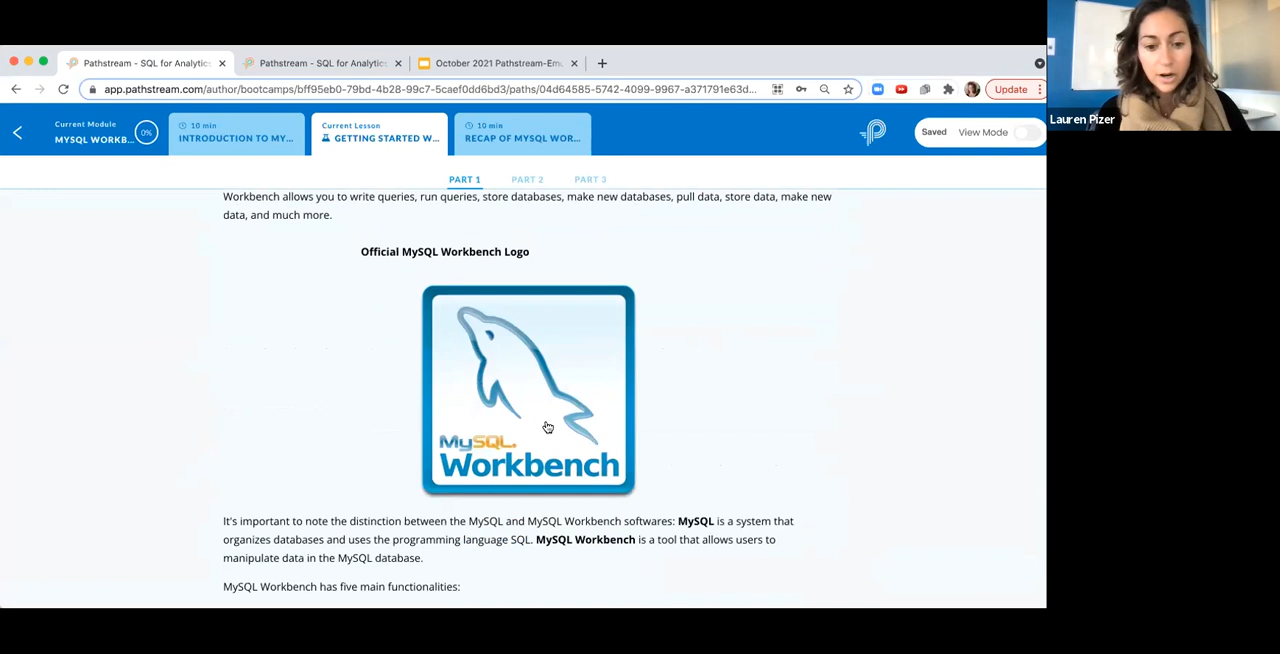 Pathstream - SQL for Analytics
Pathstream - SQL for Analytics
October 2021 Pathstream-Em
app.pathstream.com/author/bootcamps/bff95eb0-79bd-4b28-99c7-5caef0dd6bd3/paths/04d64585-5742-4099-9967-a371791e63d...
Update
Lauren Pizer
Current Module
MYSQL WORKB...
0%
10 min
INTRODUCTION TO MY...
Current Lesson
GETTING STARTED W...
10 min
RECAP OF MYSQL WOR...
Saved
View Mode
PART 1
PART 2
PART 3
Workbench allows you to write queries, run queries, store databases, make new databases, pull data, store data, make new
data, and much more.
Official MySQL Workbench Logo
MySQL.
Workbench
It's important to note the distinction between the MySQL and MySQL Workbench softwares: MySQL is a system that
organizes databases and uses the programming language SQL. MySQL Workbench is a tool that allows users to
manipulate data in the MySQL database.
MySQL Workbench has five main functionalities: